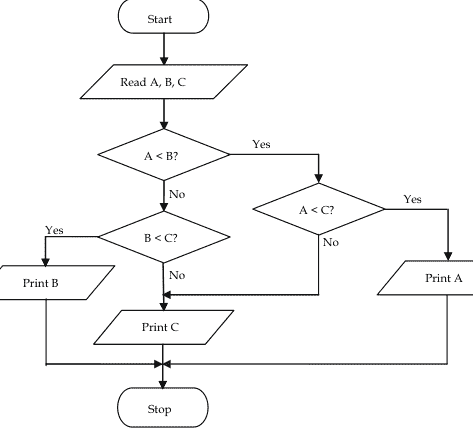 Start
Read A, B, C
A < B?
Yes
No
A < C?
Yes
No
Yes
B < C?
No
Print B
Print A
Print C
Stop